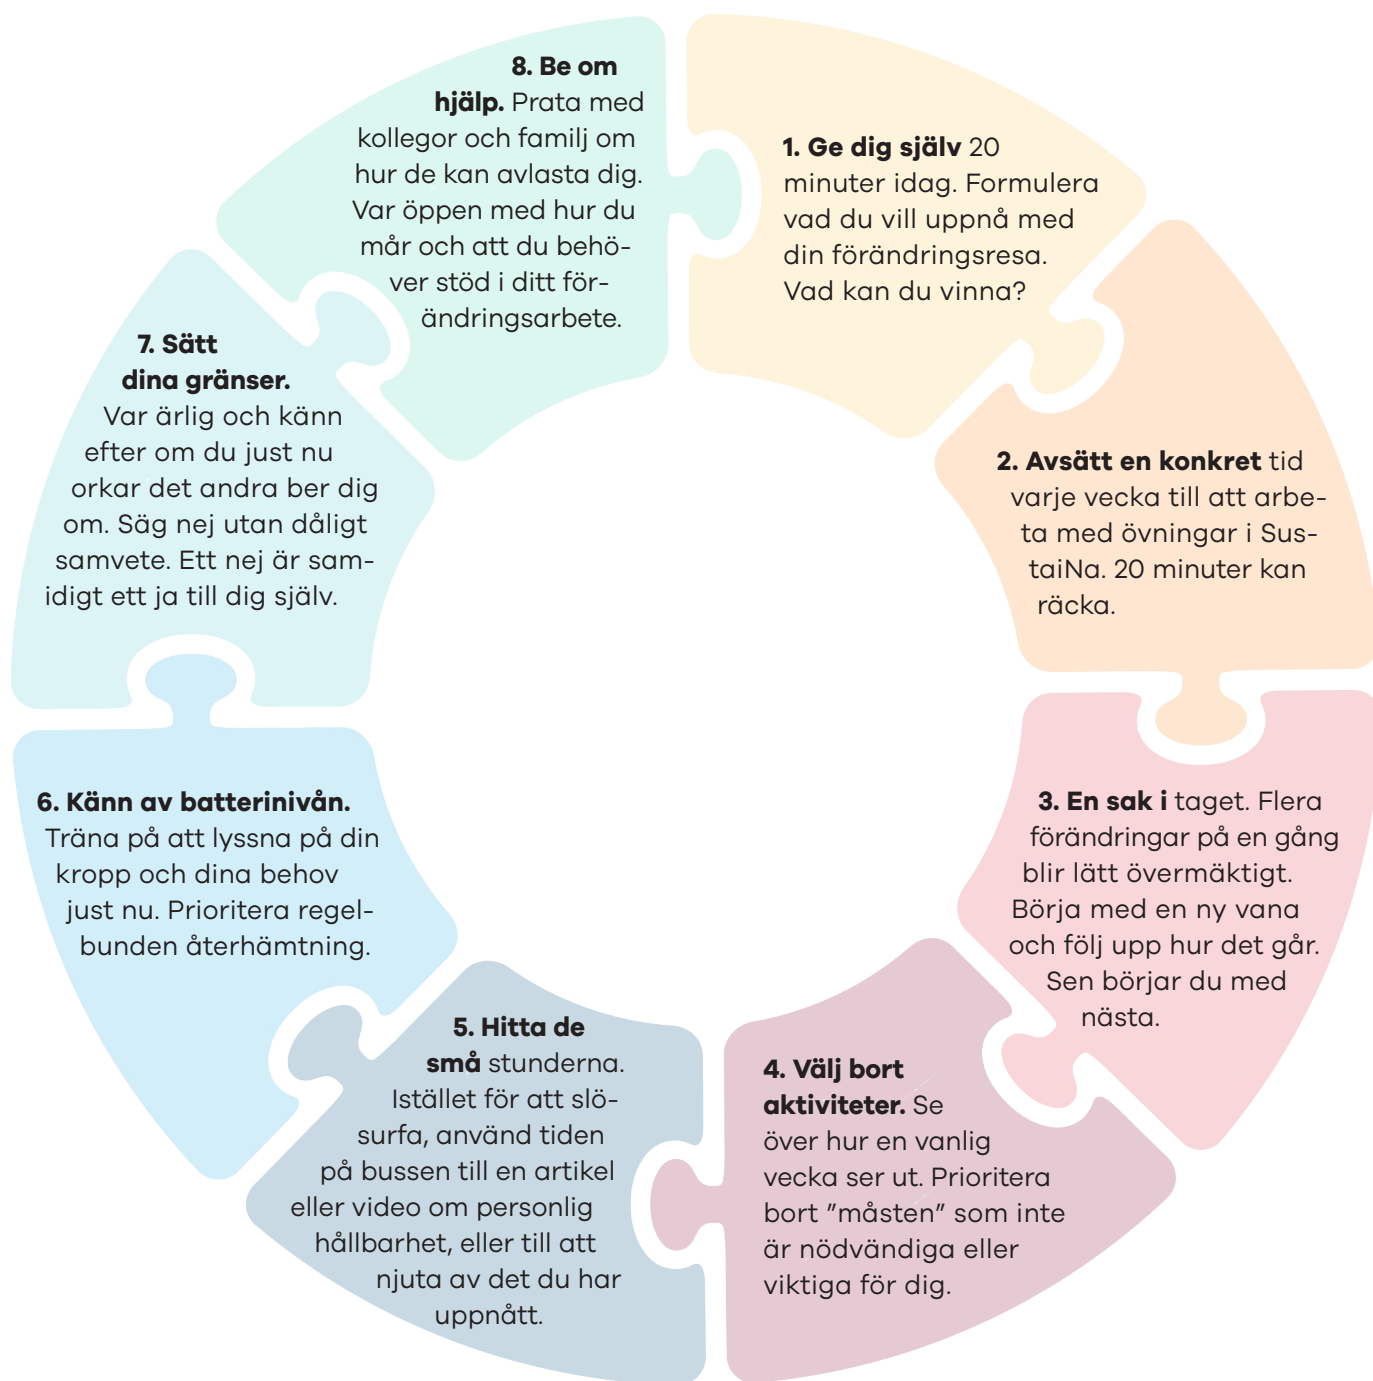 1. Ge dig själv 20
minuter idag. Formulera
vad du vill uppnå med
din förändringsresa.
Vad kan du vinna?
2. Avsätt en konkret tid
varje vecka till att arbe-
ta med övningar i Sus-
taiNa. 20 minuter kan
räcka.
3. En sak i taget. Flera
förändringar på en gång
blir lätt övermäktigt.
Börja med en ny vana
och följ upp hur det går.
Sen börjar du med
nästa.
4. Välj bort
aktiviteter. Se
över hur en vanlig
vecka ser ut. Prioritera
bort ”måsten” som inte
är nödvändiga eller
viktiga för dig.
5. Hitta de
små stunderna.
Istället för att slö-
surfa, använd tiden
på bussen till en artikel
eller video om personlig
hållbarhet, eller till att
njuta av det du har
uppnått.
6. Känn av batterinivån.
Träna på att lyssna på din
kropp och dina behov
just nu. Prioritera regel-
bunden återhämtning.
7. Sätt
dina gränser.
Var ärlig och känn
efter om du just nu
orkar det andra ber dig
om. Säg nej utan dåligt
samvete. Ett nej är sam-
idigt ett ja till dig själv.
8. Be om
hjälp. Prata med
kollegor och familj om
hur de kan avlasta dig.
Var öppen med hur du
mår och att du behö-
ver stöd i ditt för-
ändringsarbete.